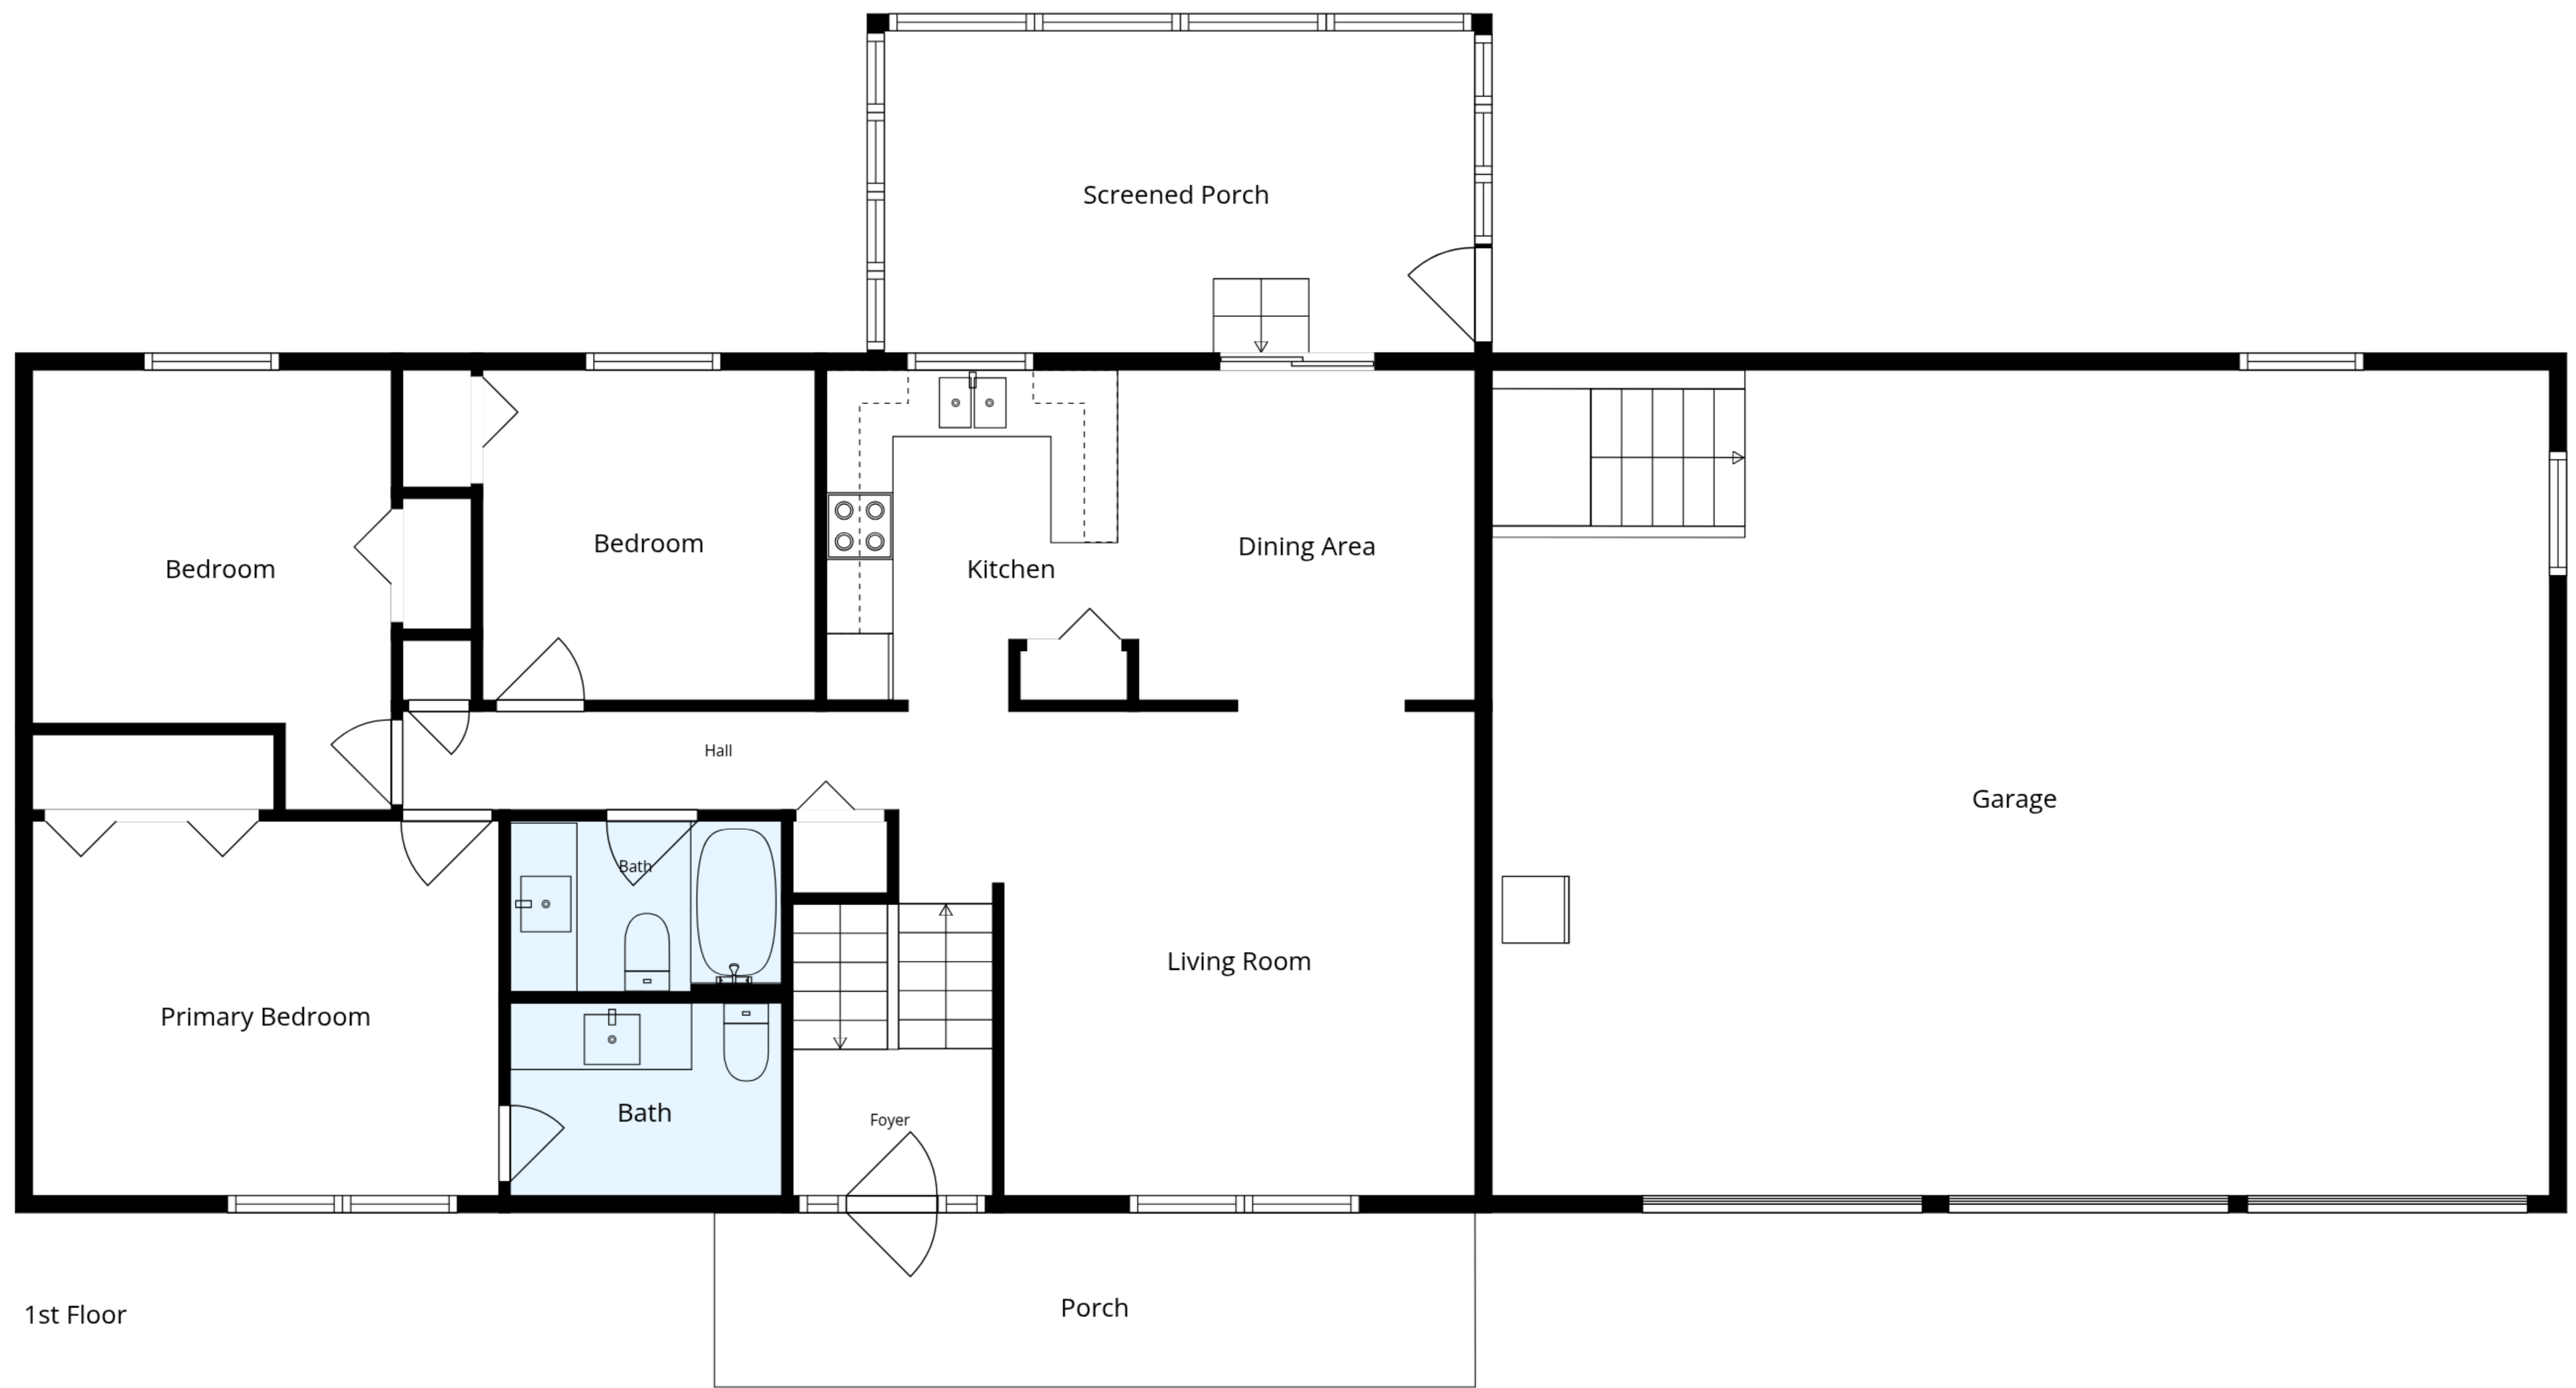 Screened Porch
Bedroom
Bedroom
Kitchen
Dining Area
Hall
Garage
Bath
Living Room
Primary Bedroom
Bath
Foyer
Porch
1st Floor